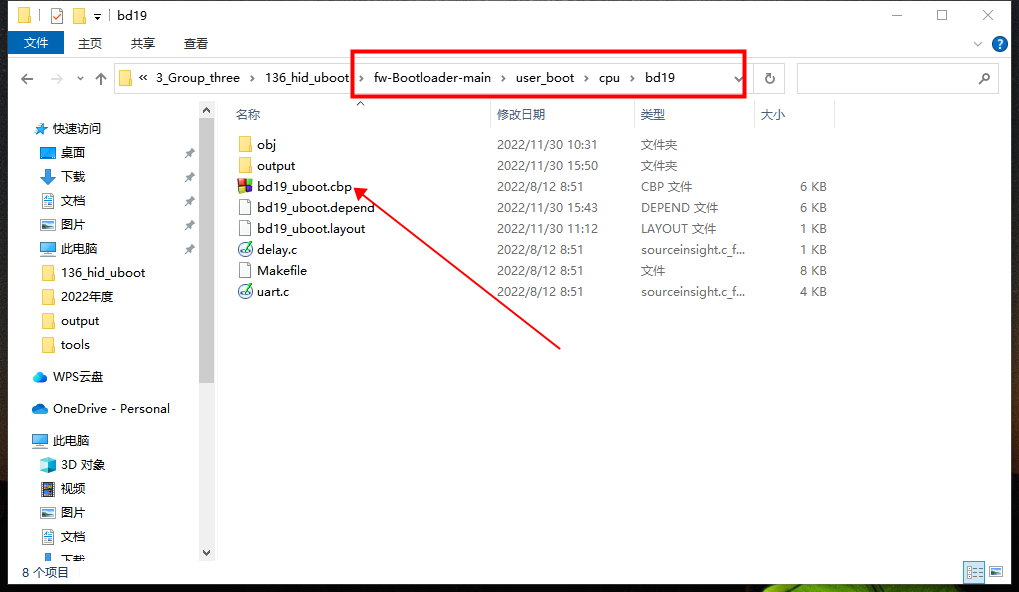 bd19
文件 主页 共享 查看
« 3_Group_three › 136_hid_uboot › fw-Bootloader-main › user_boot › cpu › bd19
名称 修改日期 类型 大小
快速访问
桌面
下载
文档
图片
此电脑
136_hid_uboot
2022年度
output
tools
WPS云盘
OneDrive - Personal
此电脑
3D 对象
视频
图片
文档
下载
obj 2022/11/30 10:31 文件夹
output 2022/11/30 15:50 文件夹
bd19_uboot.cbp 2022/8/12 8:51 CBP 文件 6 KB
bd19_uboot.depend 2022/11/30 15:43 DEPEND 文件 6 KB
bd19_uboot.layout 2022/11/30 11:12 LAYOUT 文件 1 KB
delay.c 2022/8/12 8:51 sourceinsight.c_f... 1 KB
Makefile 2022/8/12 8:51 文件 8 KB
uart.c 2022/8/12 8:51 sourceinsight.c_f... 4 KB
8 个项目